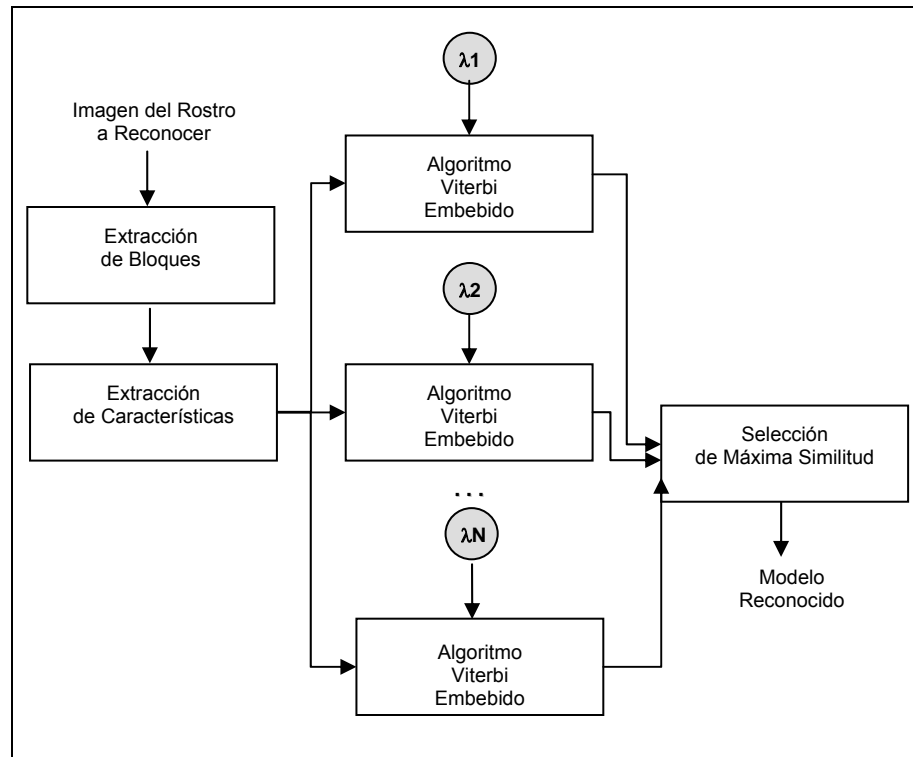 λ1
Imagen del Rostro
a Reconocer
Algoritmo
Viterbi
Embebido
Extracción
de Bloques
λ2
Extracción
de Características
Algoritmo
Viterbi
Embebido
Selección
de Máxima Similitud
...
λN
Modelo
Reconocido
Algoritmo
Viterbi
Embebido